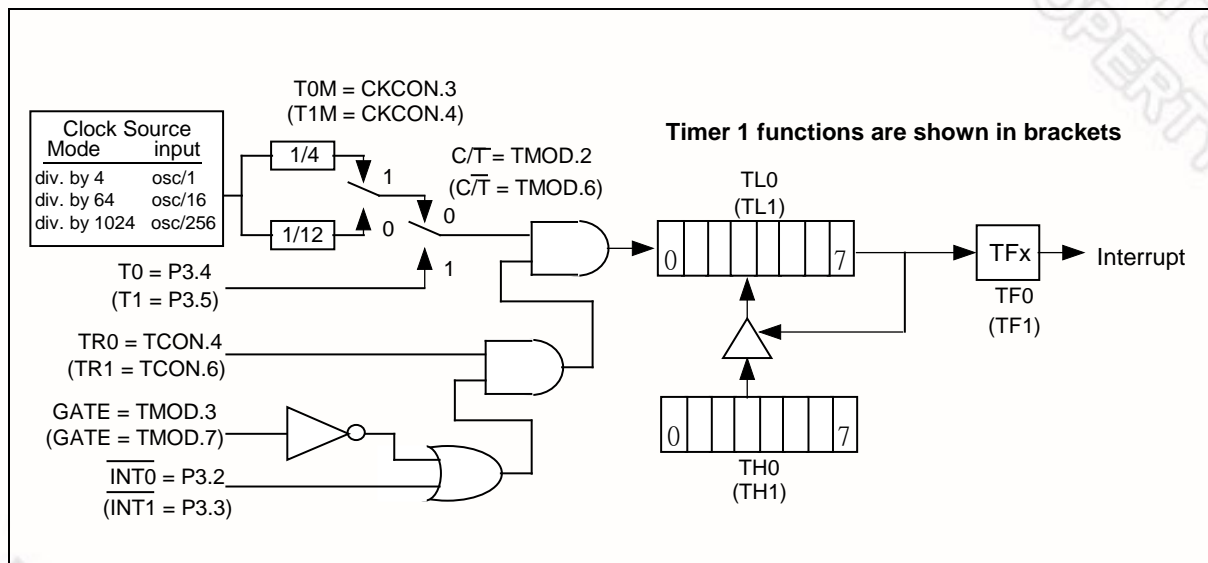 T0M = CKCON.3
(T1M = CKCON.4)
Clock Source
Mode input
div. by 4 osc/1
div. by 64 osc/16
div. by 1024 osc/256
1/4
1/12
1
0
C/T̅ = TMOD.2
(C/T̅ = TMOD.6)
0
1
T0 = P3.4
(T1 = P3.5)
TR0 = TCON.4
(TR1 = TCON.6)
GATE = TMOD.3
(GATE = TMOD.7)
I̅N̅T̅0̅ = P3.2
(I̅N̅T̅1̅ = P3.3)
Timer 1 functions are shown in brackets
TL0
(TL1)
0 7
TFx
Interrupt
TF0
(TF1)
0 7
TH0
(TH1)